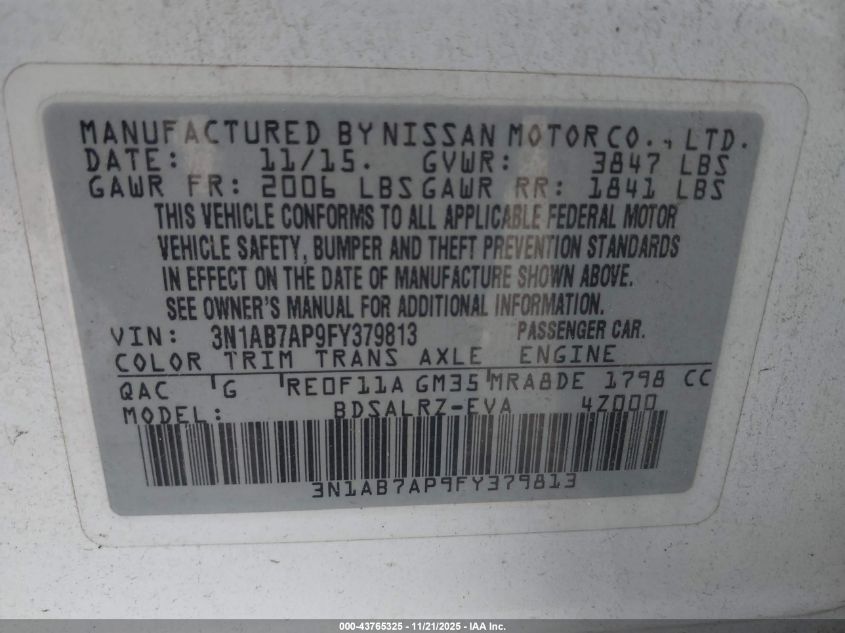 MANUFACTURED BY NISSAN MOTOR CO., LTD.
DATE: 11/15. GVWR: 3847 LBS
GAWR FR: 2006 LBS GAWR RR: 1841 LBS
THIS VEHICLE CONFORMS TO ALL APPLICABLE FEDERAL MOTOR
VEHICLE SAFETY, BUMPER AND THEFT PREVENTION STANDARDS
IN EFFECT ON THE DATE OF MANUFACTURE SHOWN ABOVE.
SEE OWNER'S MANUAL FOR ADDITIONAL INFORMATION.
VIN: 3N1AB7AP9FY379813 PASSENGER CAR.
COLOR TRIM TRANS AXLE ENGINE
QAC G RE0F11A GM35 MRA8DE 1798 CC
MODEL: BDSALRZ-EVA 4Z000
3N1AB7AP9FY379813
000-43765325 - 11/21/2025 - IAA Inc.